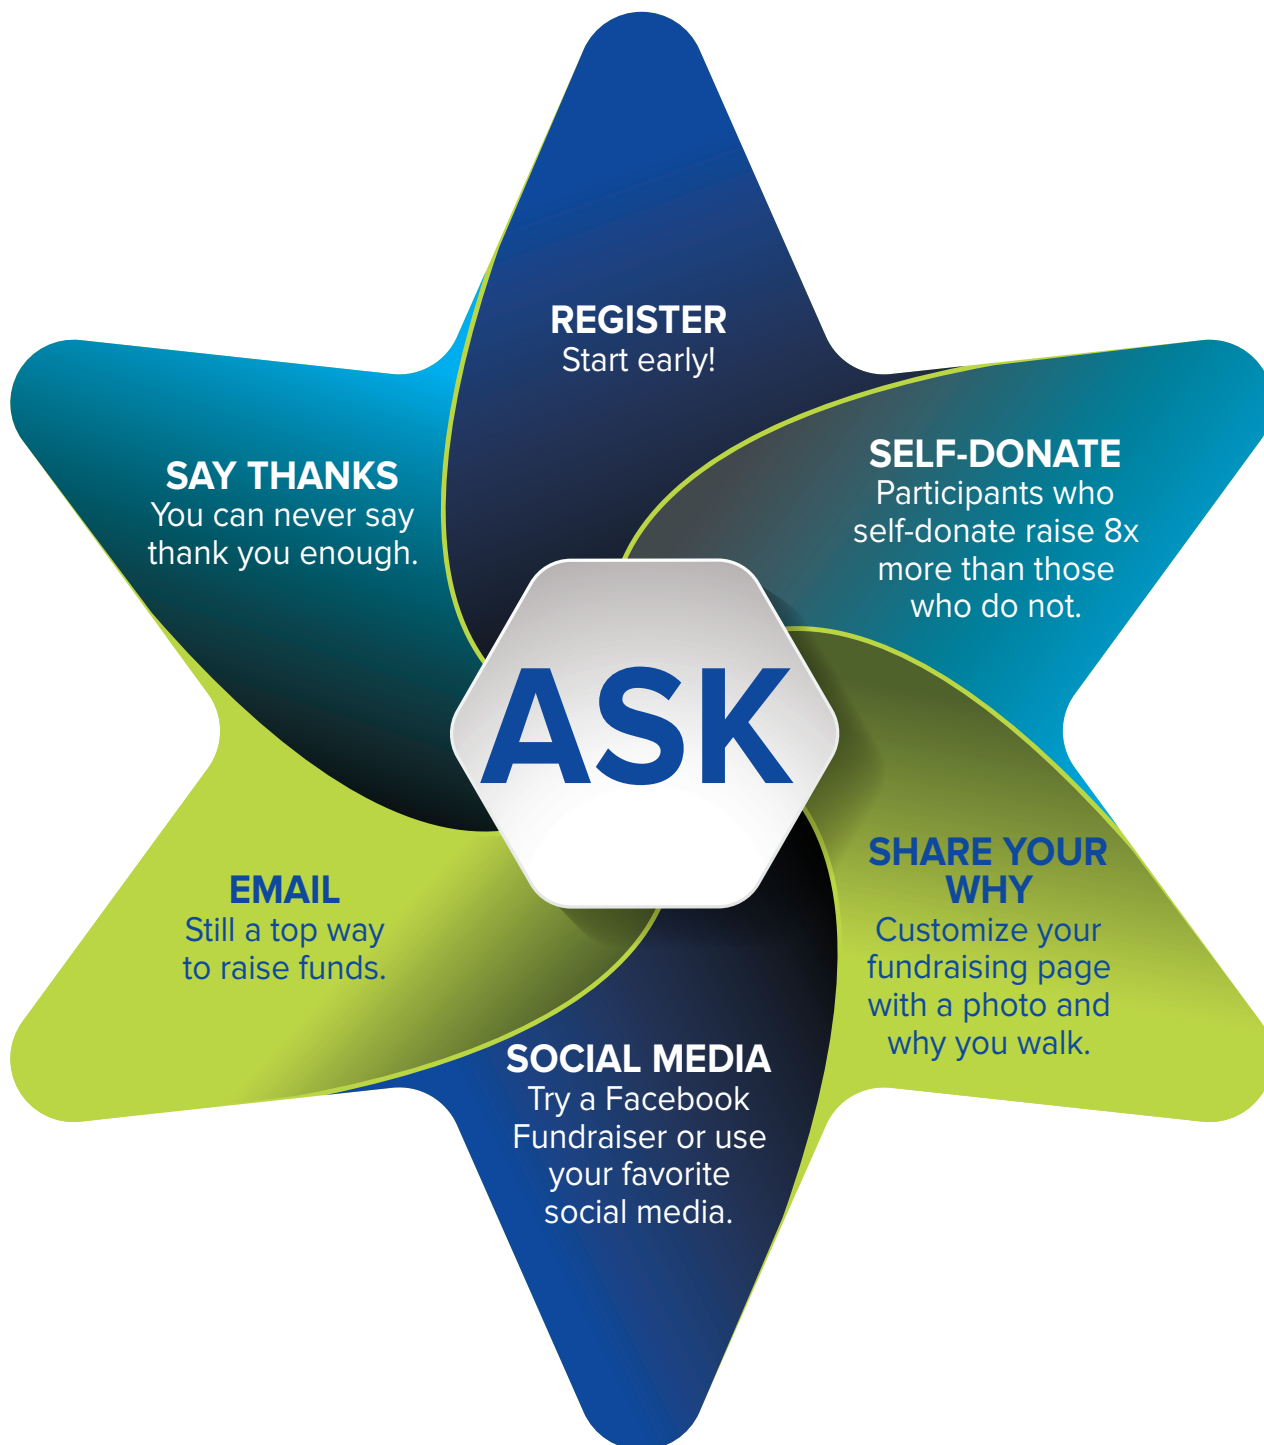 REGISTER
Start early!
SELF-DONATE
Participants who
self-donate raise 8x
more than those
who do not.
SHARE YOUR
WHY
Customize your
fundraising page
with a photo and
why you walk.
SOCIAL MEDIA
Try a Facebook
Fundraiser or use
your favorite
social media.
EMAIL
Still a top way
to raise funds.
SAY THANKS
You can never say
thank you enough.
ASK